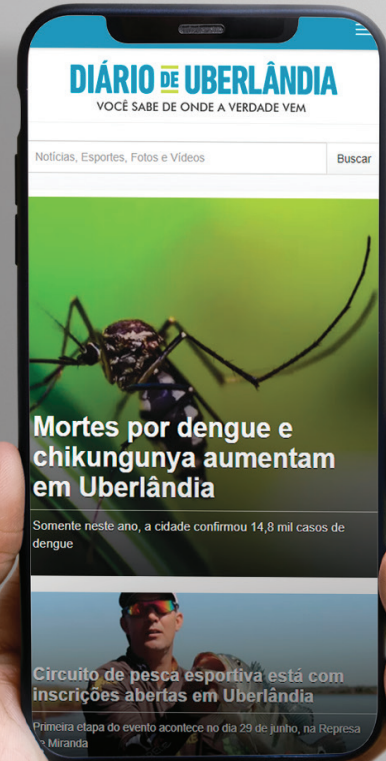 DIÁRIO DE UBERLÂNDIA
VOCÊ SABE DE ONDE A VERDADE VEM
Notícias, Esportes, Fotos e Vídeos
Buscar
Mortes por dengue e
chikungunya aumentam
em Uberlândia
Somente neste ano, a cidade confirmou 14,8 mil casos de
dengue
Circuito de pesca esportiva está com
inscrições abertas em Uberlândia
Primeira etapa do evento acontece no dia 29 de junho, na Represa
de Miranda